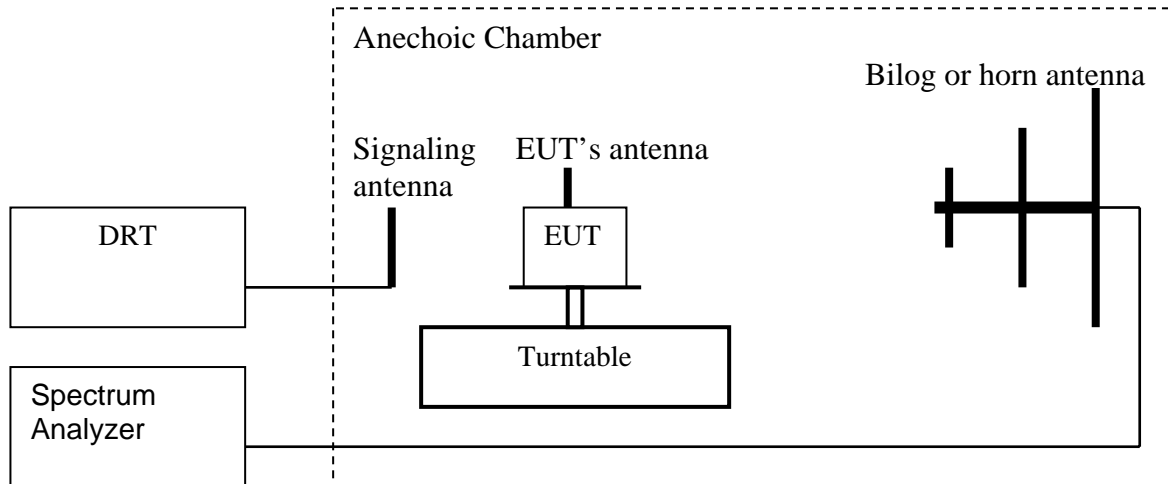 Anechoic Chamber
Bilog or horn antenna
Signaling
antenna
EUT’s antenna
DRT
EUT
Turntable
Spectrum
Analyzer